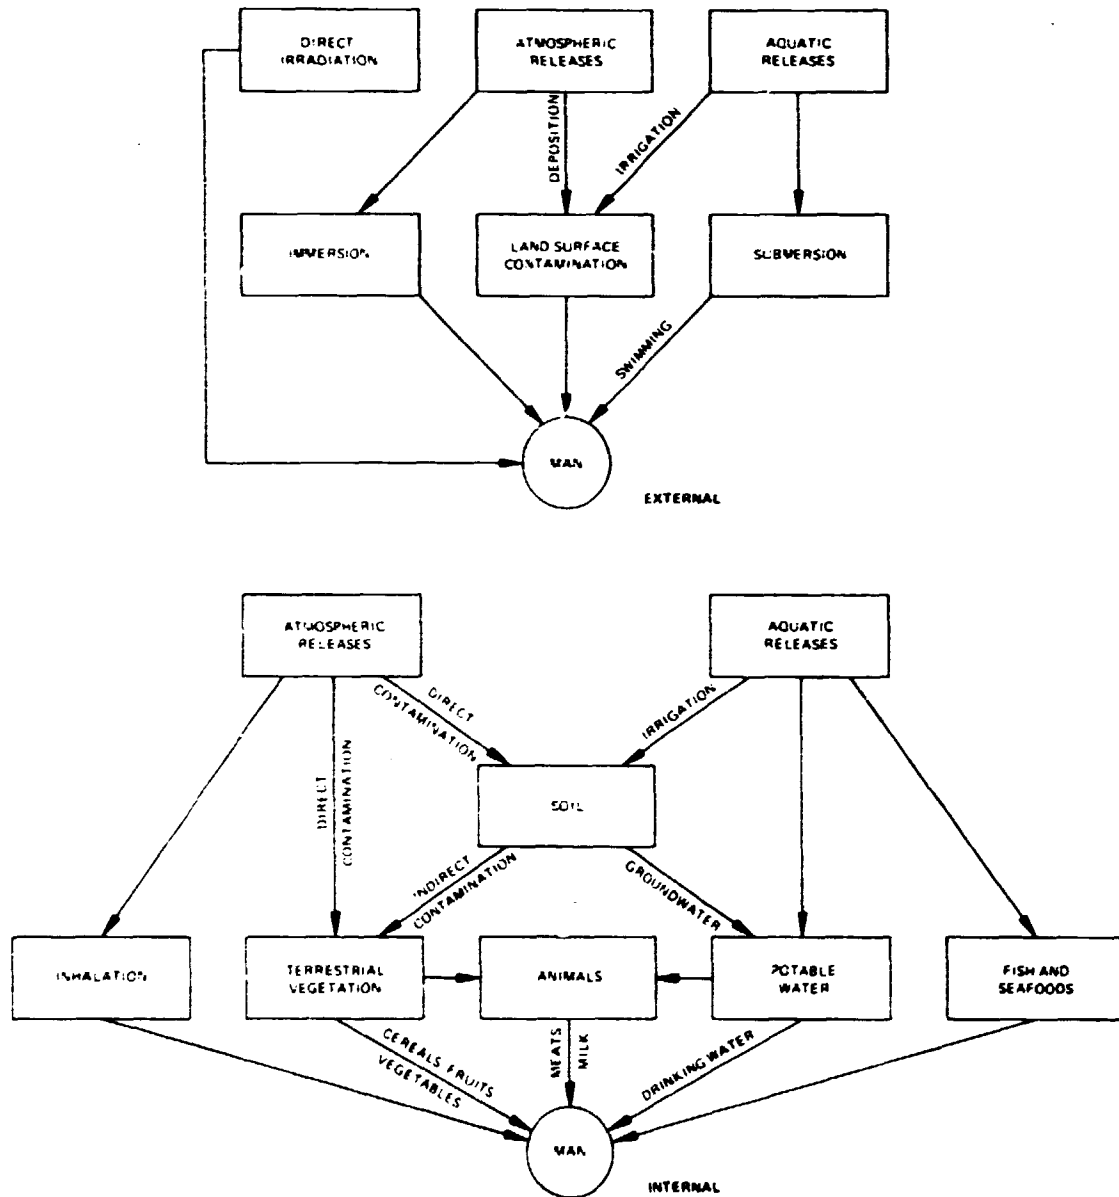 DIRECT
IRRADIATION
ATMOSPHERIC
RELEASES
AQUATIC
RELEASES
DEPOSITION
IRRIGATION
IMMERSION
LAND SURFACE
CONTAMINATION
SUBMERSION
SWIMMING
MAN
EXTERNAL
ATMOSPHERIC
RELEASES
AQUATIC
RELEASES
DIRECT
CONTAMINATION
IRRIGATION
DIRECT
CONTAMINATION
SOIL
INDIRECT
CONTAMINATION
GROUNDWATER
INHALATION
TERRESTRIAL
VEGETATION
ANIMALS
POTABLE
WATER
FISH AND
SEAFOODS
CEREALS, FRUITS
VEGETABLES
MEATS
MILK
DRINKING WATER
MAN
INTERNAL